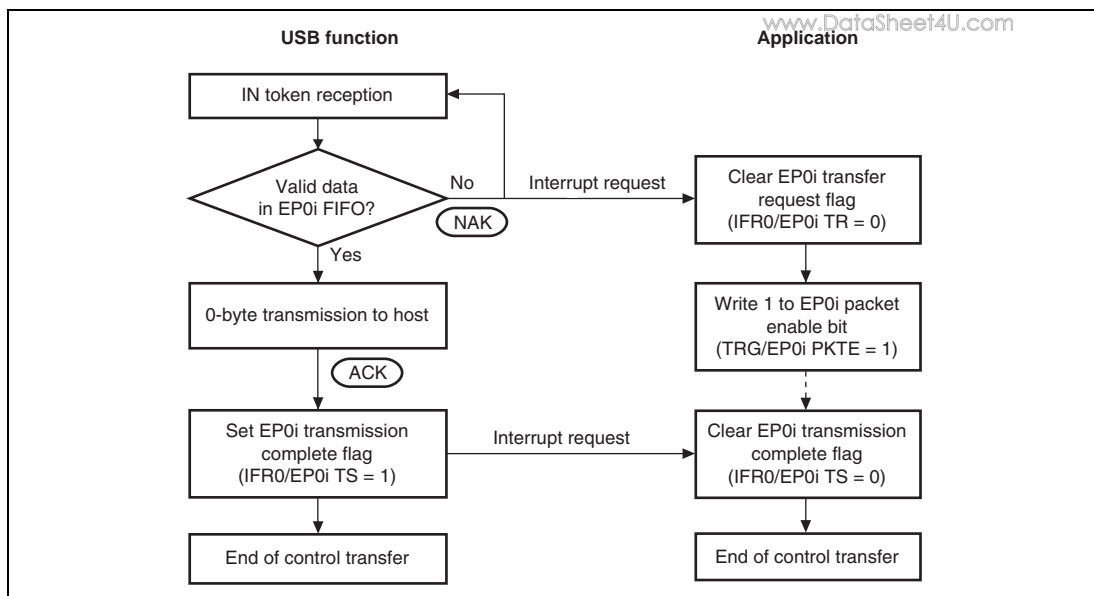 www.DataSheet4U.com
USB function
Application
IN token reception
Valid data
in EP0i FIFO?
No
NAK
Interrupt request
Clear EP0i transfer
request flag
(IFR0/EP0i TR = 0)
Yes
0-byte transmission to host
Write 1 to EP0i packet
enable bit
(TRG/EP0i PKTE = 1)
ACK
Set EP0i transmission
complete flag
(IFR0/EP0i TS = 1)
Interrupt request
Clear EP0i transmission
complete flag
(IFR0/EP0i TS = 0)
End of control transfer
End of control transfer